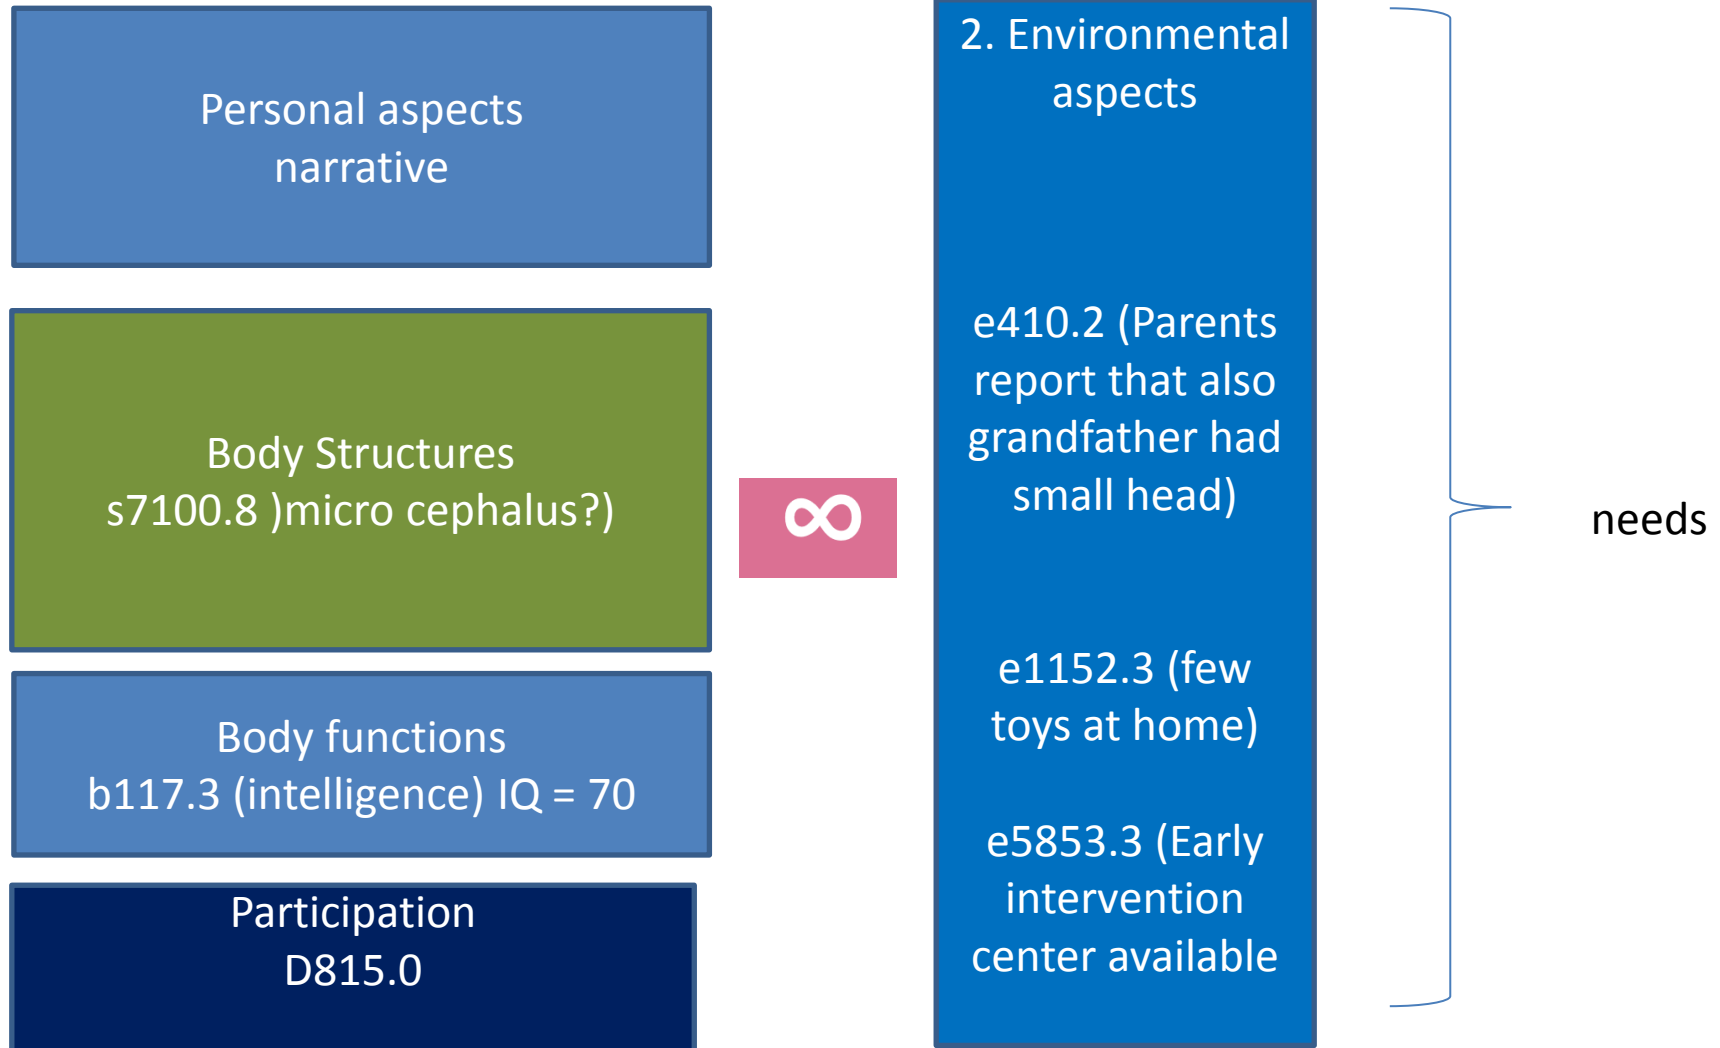 Personal aspects
narrative
Body Structures
s7100.8 )micro cephalus?)
Body functions
b117.3 (intelligence) IQ = 70
Participation
D815.0
∞
2. Environmental
aspects
e410.2 (Parents
report that also
grandfather had
small head)
e1152.3 (few
toys at home)
e5853.3 (Early
intervention
center available
needs